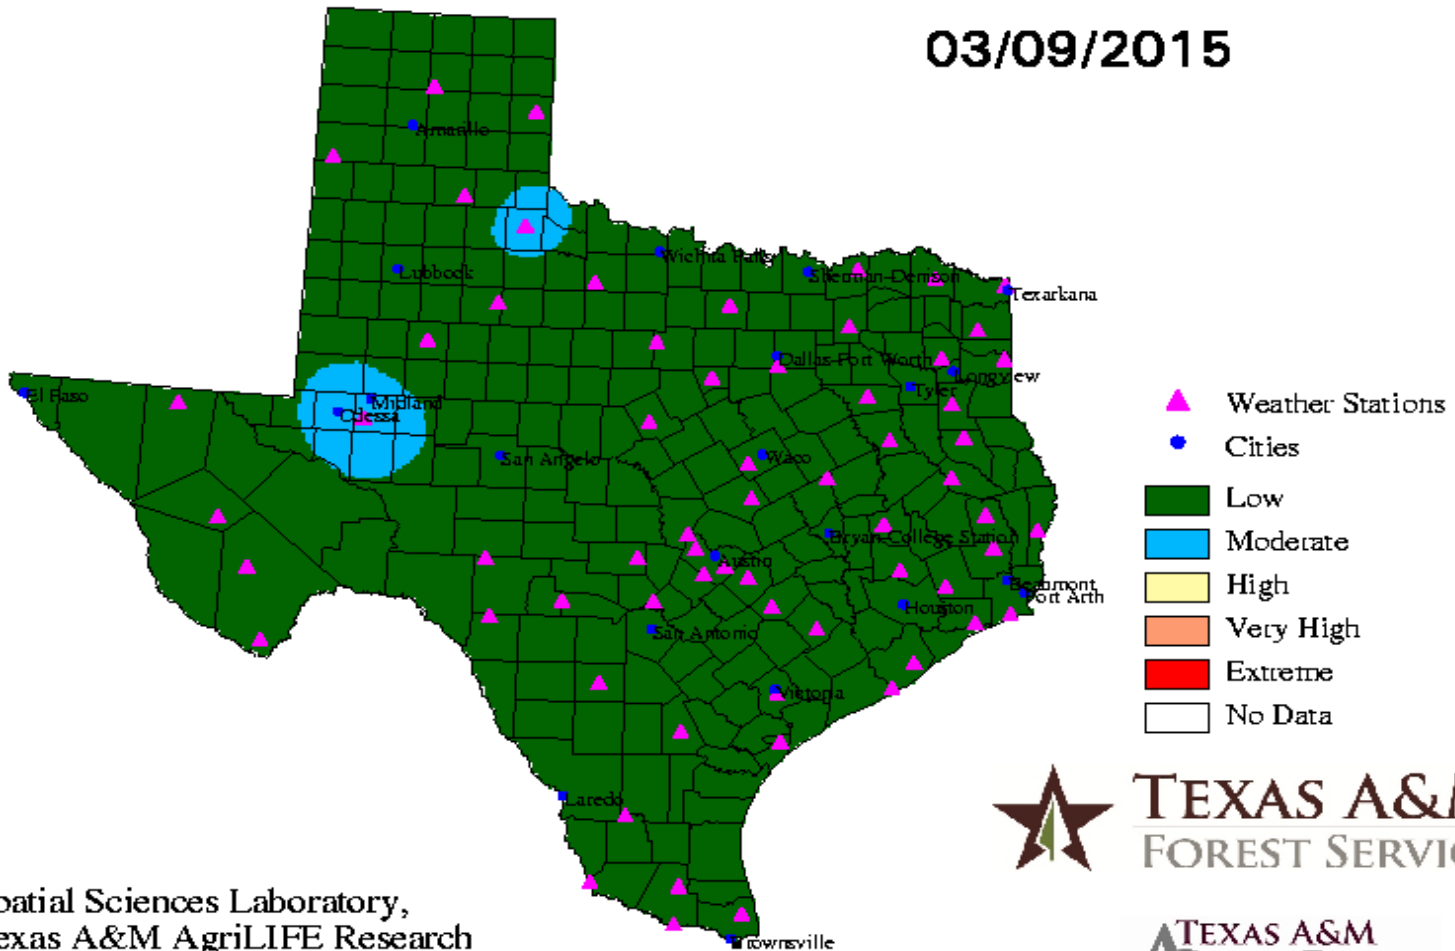 03/09/2015
Amarillo
Wichita Falls
Lubbock
Sherman-Denison
Texarkana
Dallas-Fort Worth
Longview
Tyler
El Paso
Midland
Odessa
San Angelo
Waco
Bryan-College Station
Austin
Beaumont
Port Arth
Houston
San Antonio
Victoria
Laredo
Brownsville
Weather Stations
Cities
Low
Moderate
High
Very High
Extreme
No Data
TEXAS A&M
FOREST SERVIC
patial Sciences Laboratory,
exas A&M AgriLIFE Research
TEXAS A&M